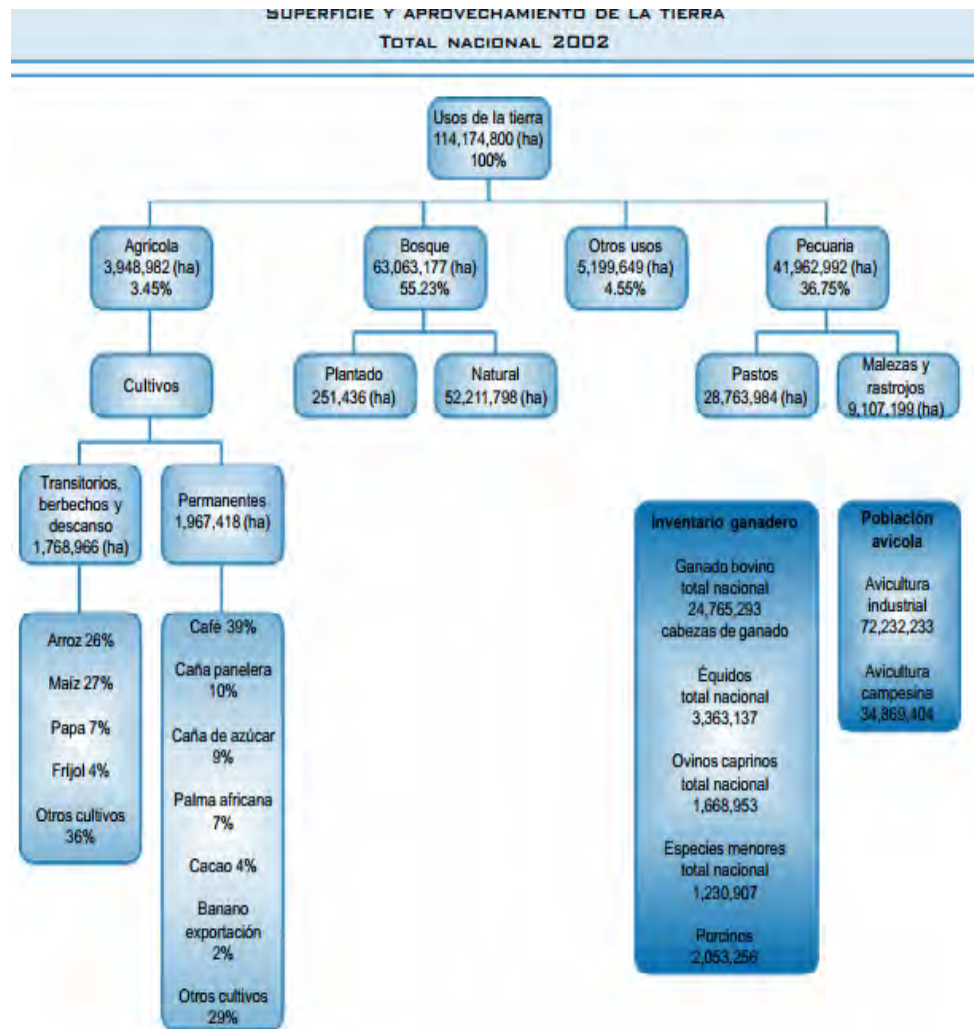 SUPERFICIE Y APROVECHAMIENTO DE LA TIERRA
TOTAL NACIONAL 2002
Usos de la tierra
114,174,800 (ha)
100%
Agrícola
3,948,982 (ha)
3.45%
Bosque
63,063,177 (ha)
55.23%
Otros usos
5,199,649 (ha)
4.55%
Pecuaria
41,962,992 (ha)
36.75%
Cultivos
Plantado
251,436 (ha)
Natural
52,211,798 (ha)
Pastos
28,763,984 (ha)
Malezas y
rastrojos
9,107,199 (ha)
Transitorios,
berbechos y
descanso
1,768,966 (ha)
Permanentes
1,967,418 (ha)
Arroz 26%
Maíz 27%
Papa 7%
Frijol 4%
Otros cultivos
36%
Café 39%
Caña panelera
10%
Caña de azúcar
9%
Palma africana
7%
Cacao 4%
Banano
exportación
2%
Otros cultivos
29%
Inventario ganadero
Ganado bovino
total nacional
24,765,293
cabezas de ganado
Équidos
total nacional
3,363,137
Ovinos caprinos
total nacional
1,668,953
Especies menores
total nacional
1,230,907
Porcinos
2,053,256
Población
avícola
Avicultura
industrial
72,232,233
Avicultura
campesina
34,869,404